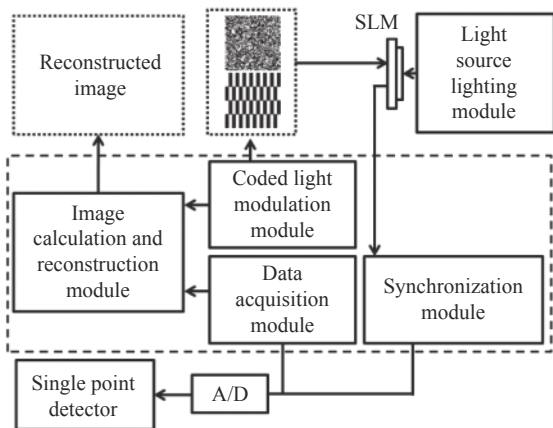 Reconstructed
image
SLM
Light
source
lighting
module
Image
calculation and
reconstruction
module
Coded light
modulation
module
Data
acquisition
module
Synchronization
module
Single point
detector
A/D